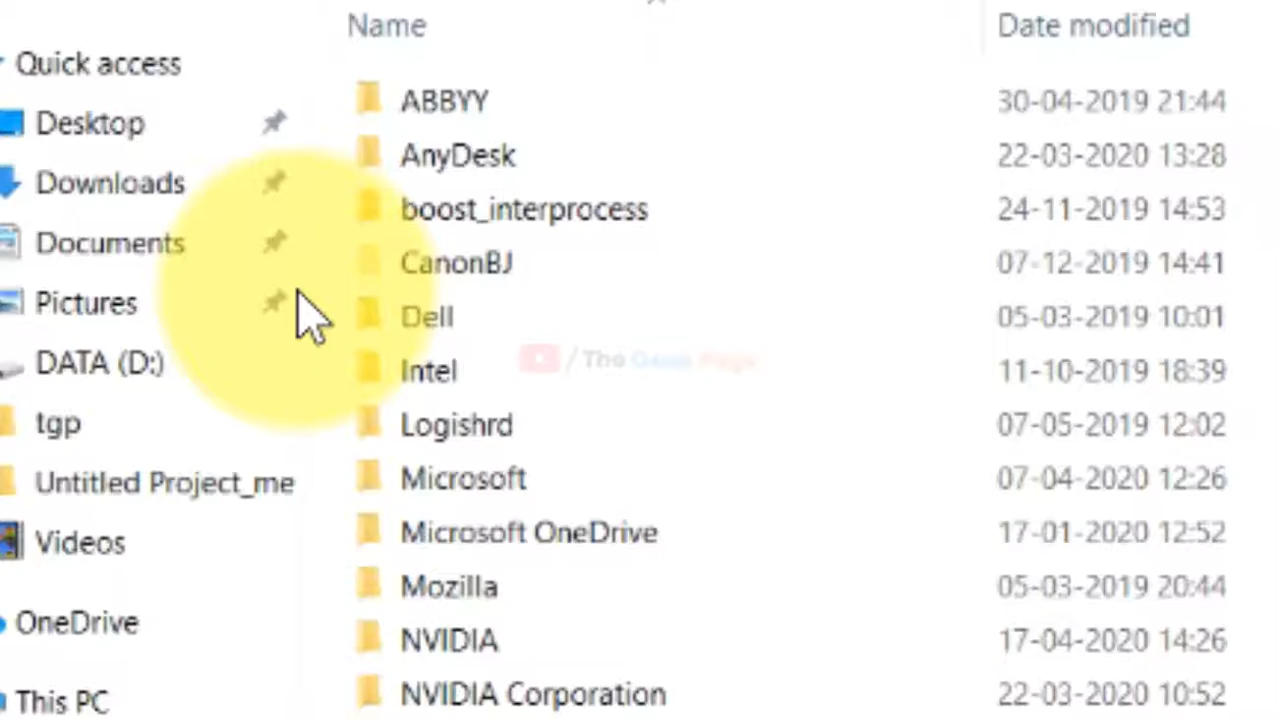 Name Date modified
Quick access
ABBYY 30-04-2019 21:44
Desktop
AnyDesk 22-03-2020 13:28
Downloads
boost_interprocess 24-11-2019 14:53
Documents
CanonBJ 07-12-2019 14:41
Pictures
Dell 05-03-2019 10:01
DATA (D:)
Intel 11-10-2019 18:39
/ The Geek Page
tgp
Logishrd 07-05-2019 12:02
Untitled Project_me
Microsoft 07-04-2020 12:26
Microsoft OneDrive 17-01-2020 12:52
Videos
Mozilla 05-03-2019 20:44
OneDrive
NVIDIA 17-04-2020 14:26
This PC
NVIDIA Corporation 22-03-2020 10:52